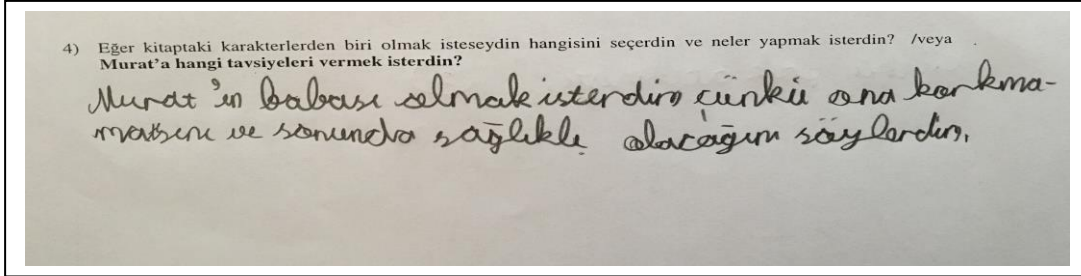 4) Eğer kitaptaki karakterlerden biri olmak isteseydin hangisini seçerdin ve neler yapmak isterdin? /veya
Murat'a hangi tavsiyeleri vermek isterdin?
Murat'ın babası olmak isterdim çünkü ona korkma-
masını ve sonunda sağlıklı olacağını söylerdim.